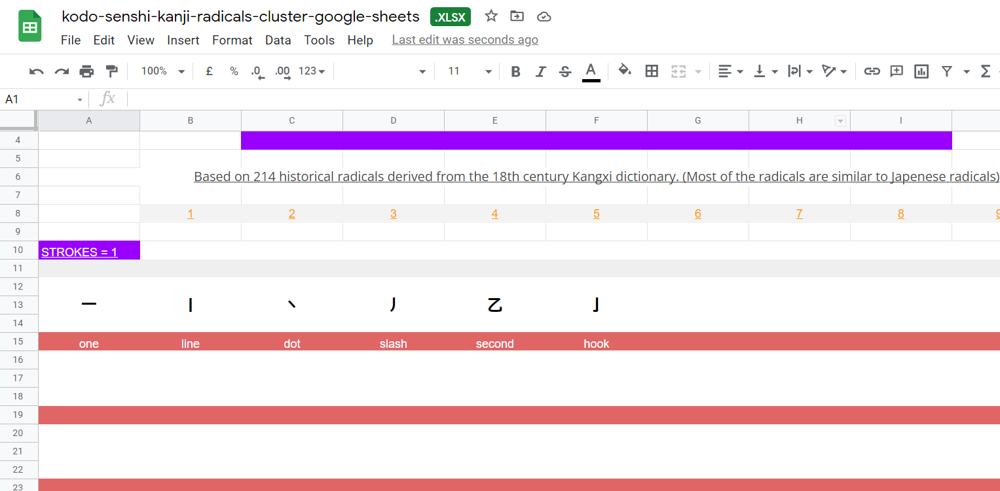 kodo-senshi-kanji-radicals-cluster-google-sheets .XLSX
File Edit View Insert Format Data Tools Help Last edit was seconds ago
100% £ % .0 .00 123 11 B I S A Σ
A1 fx
A B C D E F G H I
4
5
6 Based on 214 historical radicals derived from the 18th century Kangxi dictionary. (Most of the radicals are similar to Japenese radicals)
7
8 1 2 3 4 5 6 7 8 9
9
10 STROKES = 1
11
12
13 一 丨 丶 丿 乙 亅
14
15 one line dot slash second hook
16
17
18
19
20
21
22
23